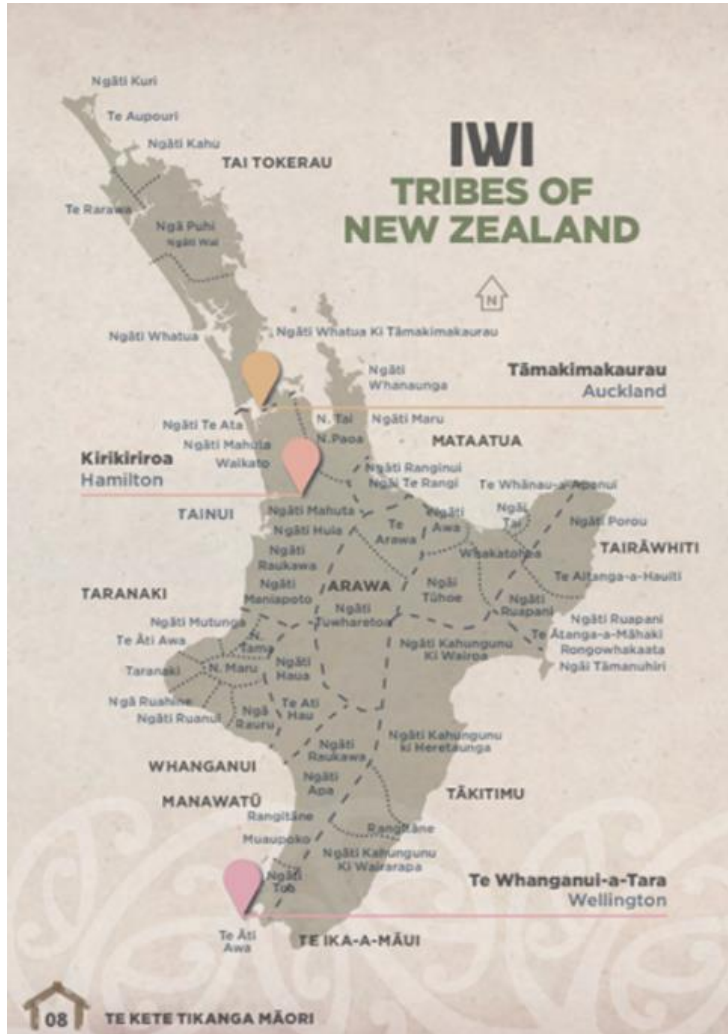 IWI
TRIBES OF
NEW ZEALAND
N
Ngāti Kuri
Te Aupouri
Ngāti Kahu
TAI TOKERAU
Te Rarawa
Ngā Puhi
Ngāti Wai
Ngāti Whatua
Ngāti Whatua Ki Tāmakimakaurau
Ngāti
Whanaunga
Tāmakimakaurau
Auckland
Ngāti Te Ata
N. Tai
Ngāti Maru
Ngāti Mahuta
N.Paoa
Waikato
MATAATUA
Kirikiriroa
Hamilton
Ngāti Ranginui
Ngāi Te Rangi
Te Whānau-a-Apanui
TAINUI
Ngāti Mahuta
Ngāti Huia
Te
Arawa
Ngāti
Awa
Ngāi
Tai
Ngāti Porou
Whakatohea
TAIRĀWHITI
Ngāti
Raukawa
Te Aitanga-a-Hauiti
TARANAKI
Ngāti
Maniapoto
ARAWA
Ngāi
Tūhoe
Ngāti
Ruapani
Ngāti
Tuwharetoa
Ngāti Mutunga
Te Āti Awa
N.
Tama
Ngāti Ruapani
Te Ātanga-a-Māhaki
Rongowhakaata
Ngāi Tāmanuhiri
Ngāti Kahungunu
Ki Wairoa
Taranaki
N. Maru
Ngāti
Haua
Ngā Ruahine
Ngāti Ruanui
Ngā
Rauru
Te Ati
Hau
Ngāti Kahungunu
ki Heretaunga
WHANGANUI
Ngāti
Raukawa
MANAWATŪ
Ngāti
Apa
TĀKITIMU
Rangitāne
Rangitāne
Muaupoko
Ngāti Kahungunu
Ki Wairarapa
Ngāti
Toa
Te Whanganui-a-Tara
Wellington
Te Āti
Awa
TE IKA-A-MĀUI
08 TE KETE TIKANGA MĀORI